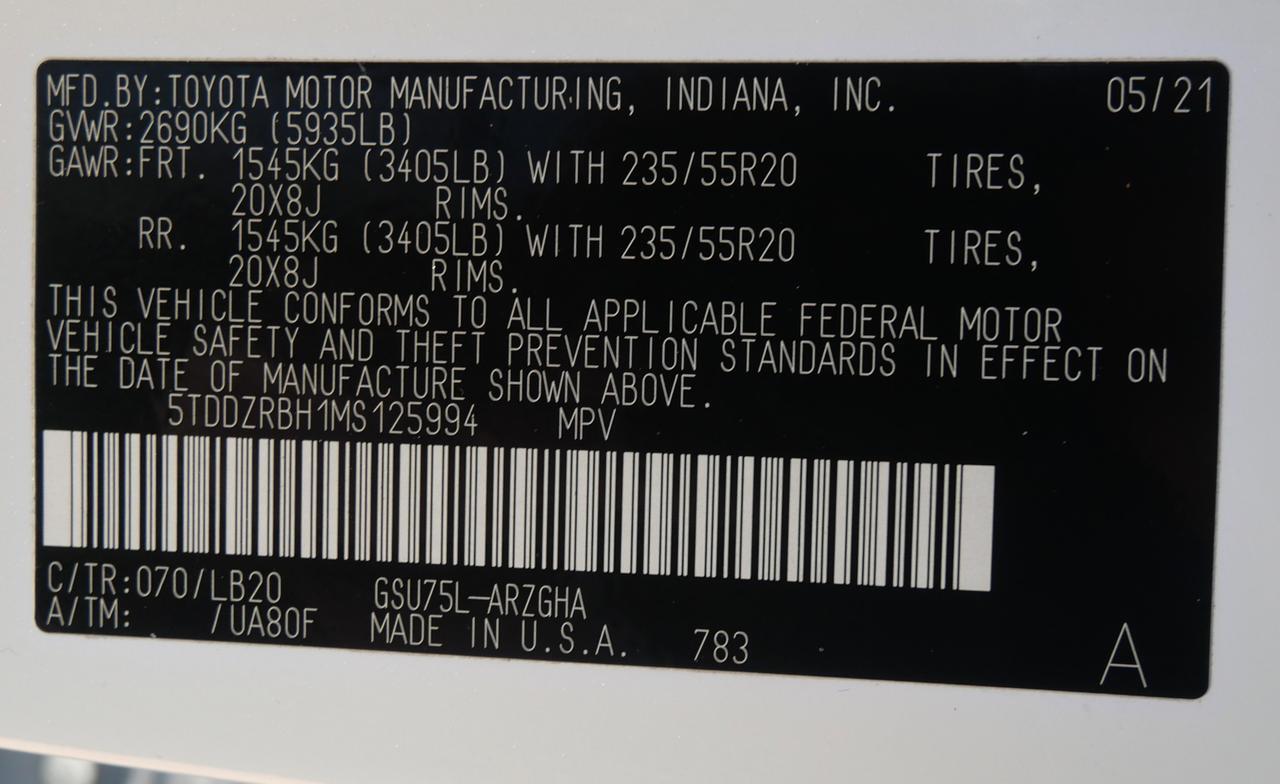 MFD.BY:TOYOTA MOTOR MANUFACTURING, INDIANA, INC. 05/21
GVWR:2690KG (5935LB)
GAWR:FRT. 1545KG (3405LB) WITH 235/55R20 TIRES,
20X8J RIMS.
RR. 1545KG (3405LB) WITH 235/55R20 TIRES,
20X8J RIMS.
THIS VEHICLE CONFORMS TO ALL APPLICABLE FEDERAL MOTOR
VEHICLE SAFETY AND THEFT PREVENTION STANDARDS IN EFFECT ON
THE DATE OF MANUFACTURE SHOWN ABOVE.
5TDDZRBH1MS125994 MPV
C/TR:070/LB20 GSU75L-ARZGHA
A/TM: /UA80F MADE IN U.S.A. 783 A